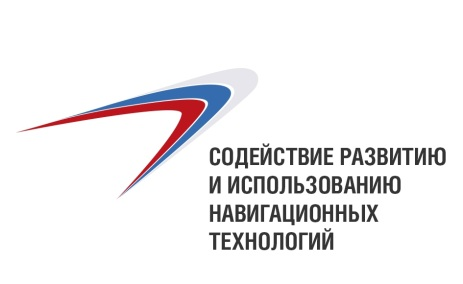 СОДЕЙСТВИЕ РАЗВИТИЮ
И ИСПОЛЬЗОВАНИЮ
НАВИГАЦИОННЫХ
ТЕХНОЛОГИЙ